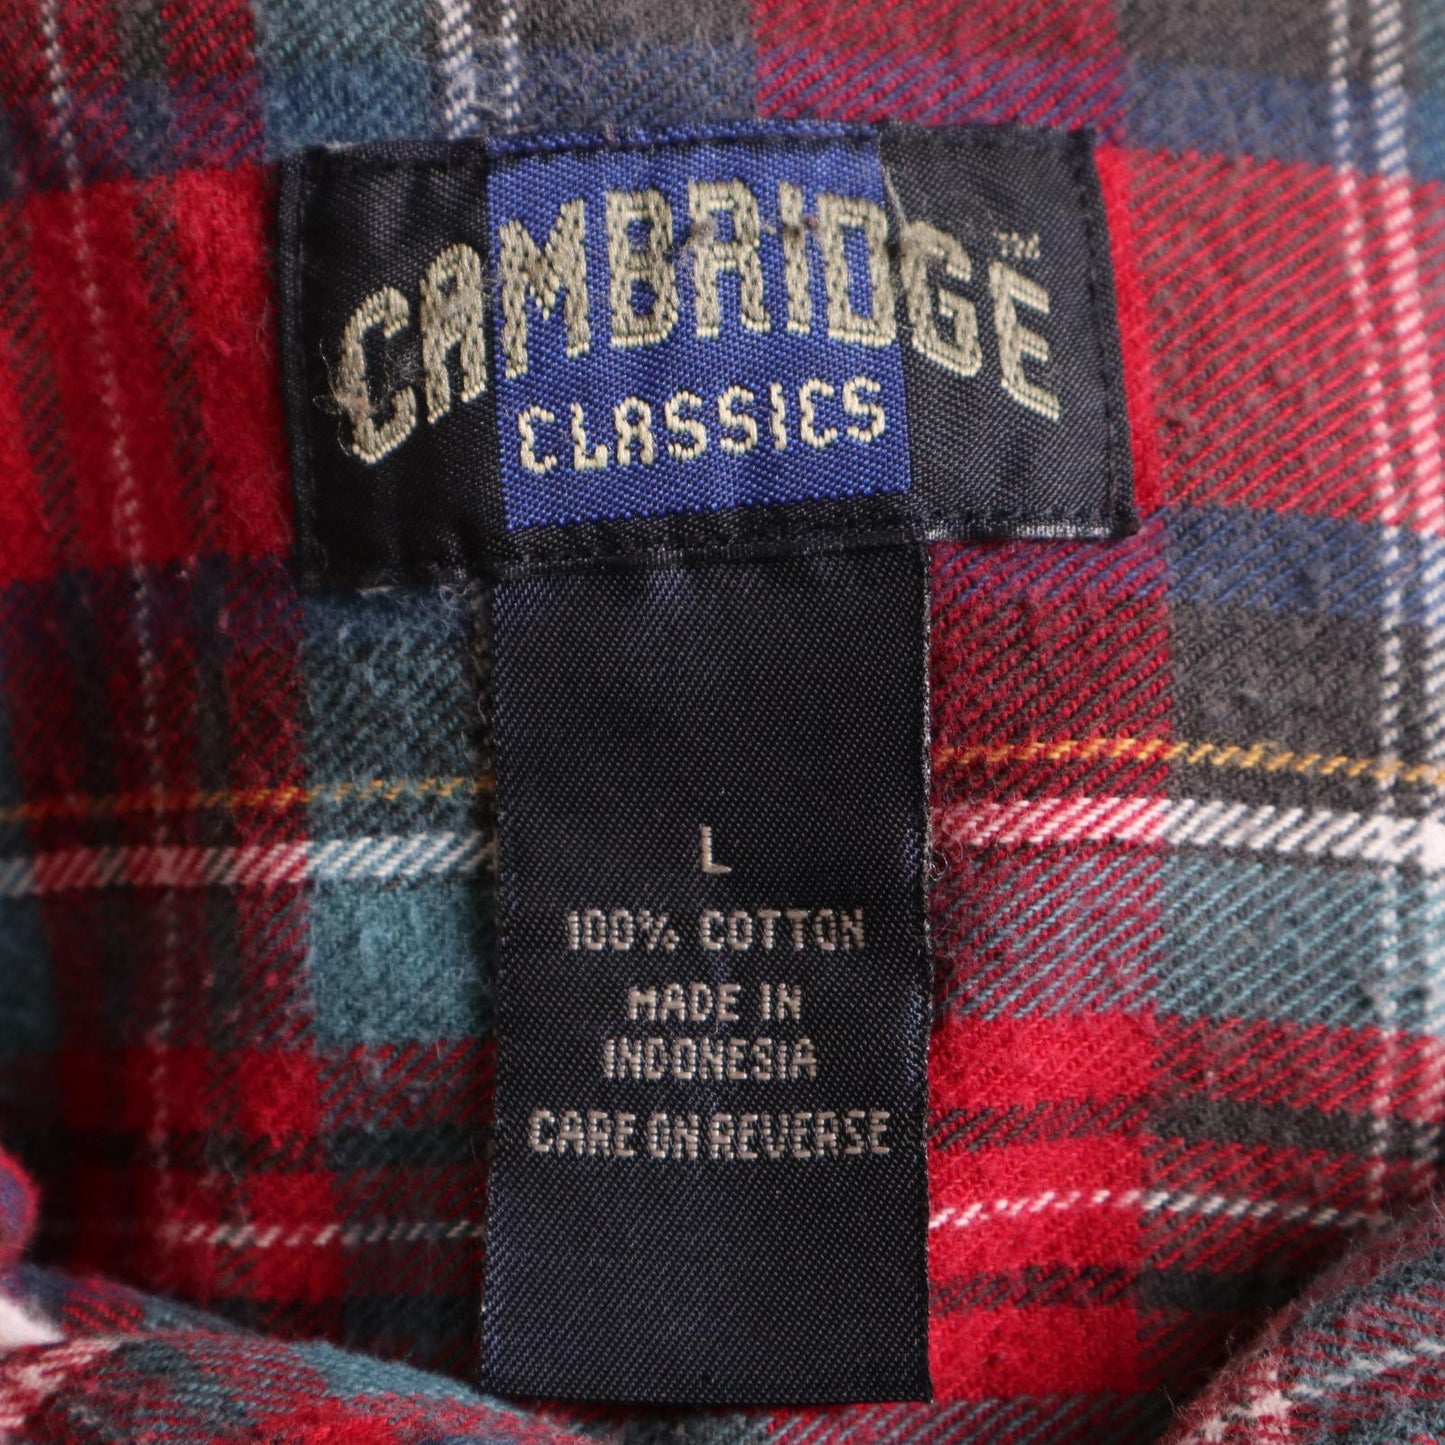 CAMBRIDGE™
CLASSICS
L
100% COTTON
MADE IN
INDONESIA
CARE ON REVERSE